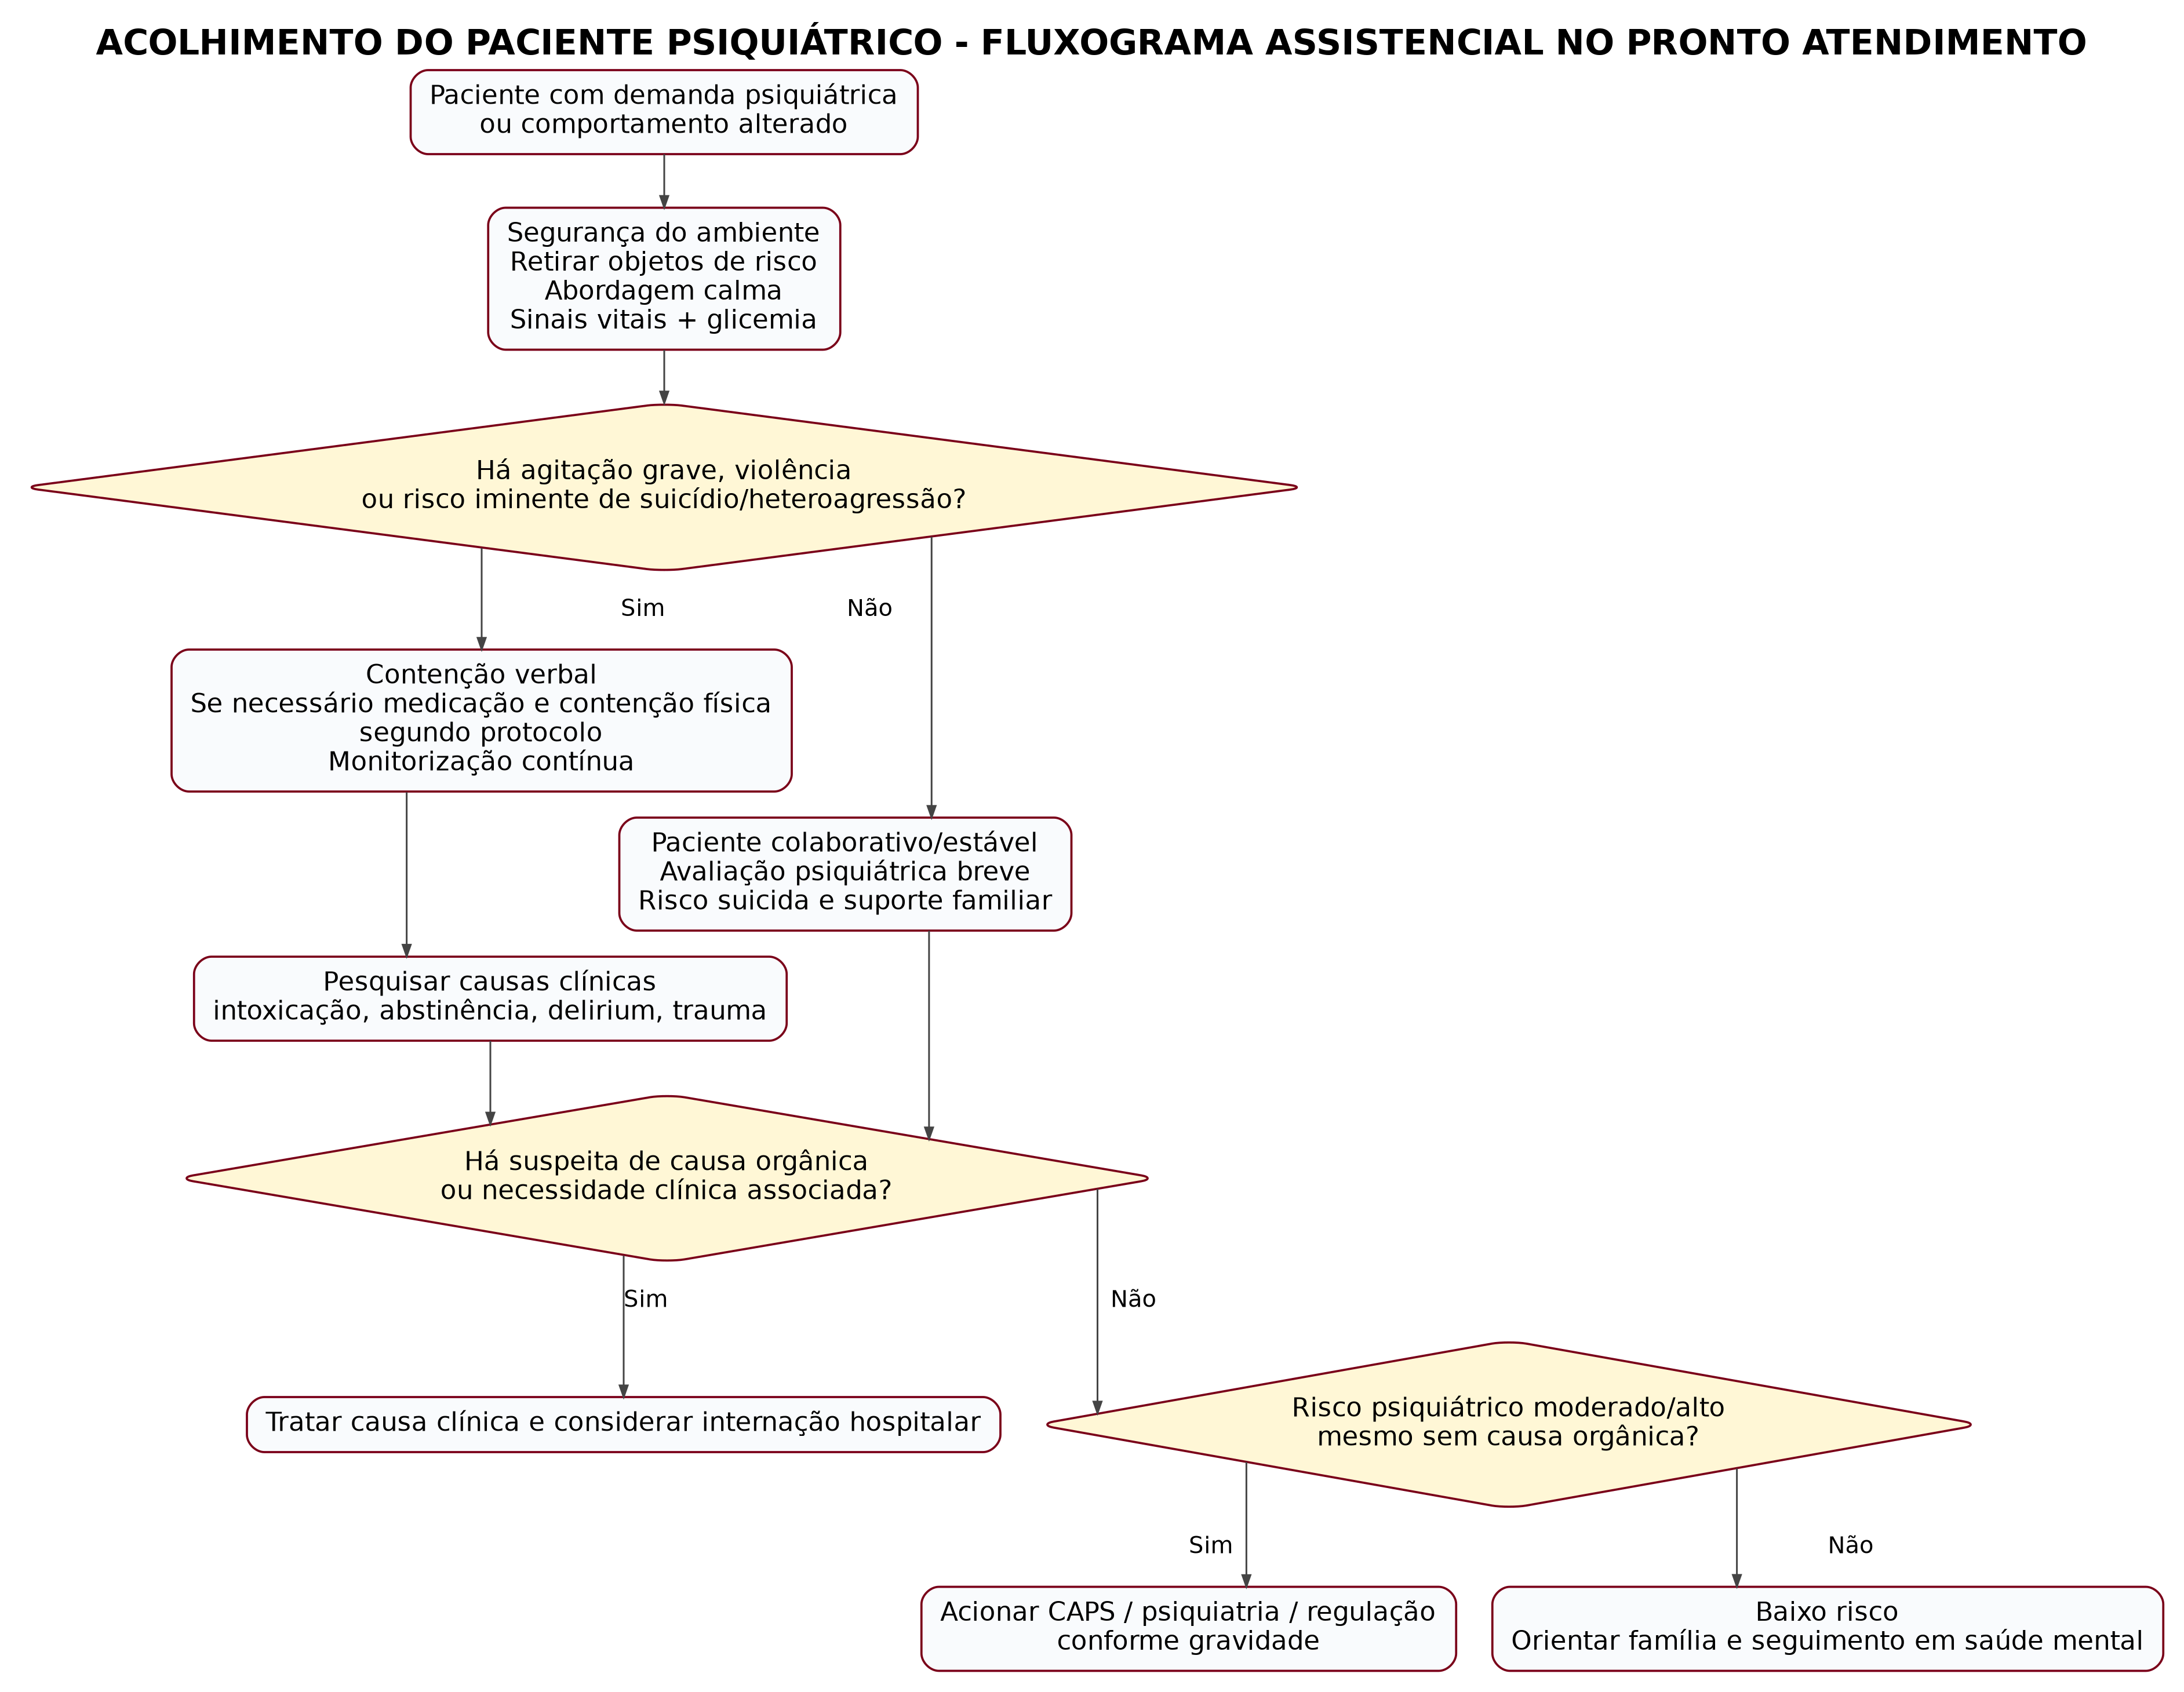 ACOLHIMENTO DO PACIENTE PSIQUIÁTRICO - FLUXOGRAMA ASSISTENCIAL NO PRONTO ATENDIMENTO
Paciente com demanda psiquiátrica
ou comportamento alterado
Segurança do ambiente
Retirar objetos de risco
Abordagem calma
Sinais vitais + glicemia
Há agitação grave, violência
ou risco iminente de suicídio/heteroagressão?
Sim
Não
Contenção verbal
Se necessário medicação e contenção física
segundo protocolo
Monitorização contínua
Paciente colaborativo/estável
Avaliação psiquiátrica breve
Risco suicida e suporte familiar
Pesquisar causas clínicas
intoxicação, abstinência, delirium, trauma
Há suspeita de causa orgânica
ou necessidade clínica associada?
Sim
Não
Tratar causa clínica e considerar internação hospitalar
Risco psiquiátrico moderado/alto
mesmo sem causa orgânica?
Sim
Não
Acionar CAPS / psiquiatria / regulação
conforme gravidade
Baixo risco
Orientar família e seguimento em saúde mental